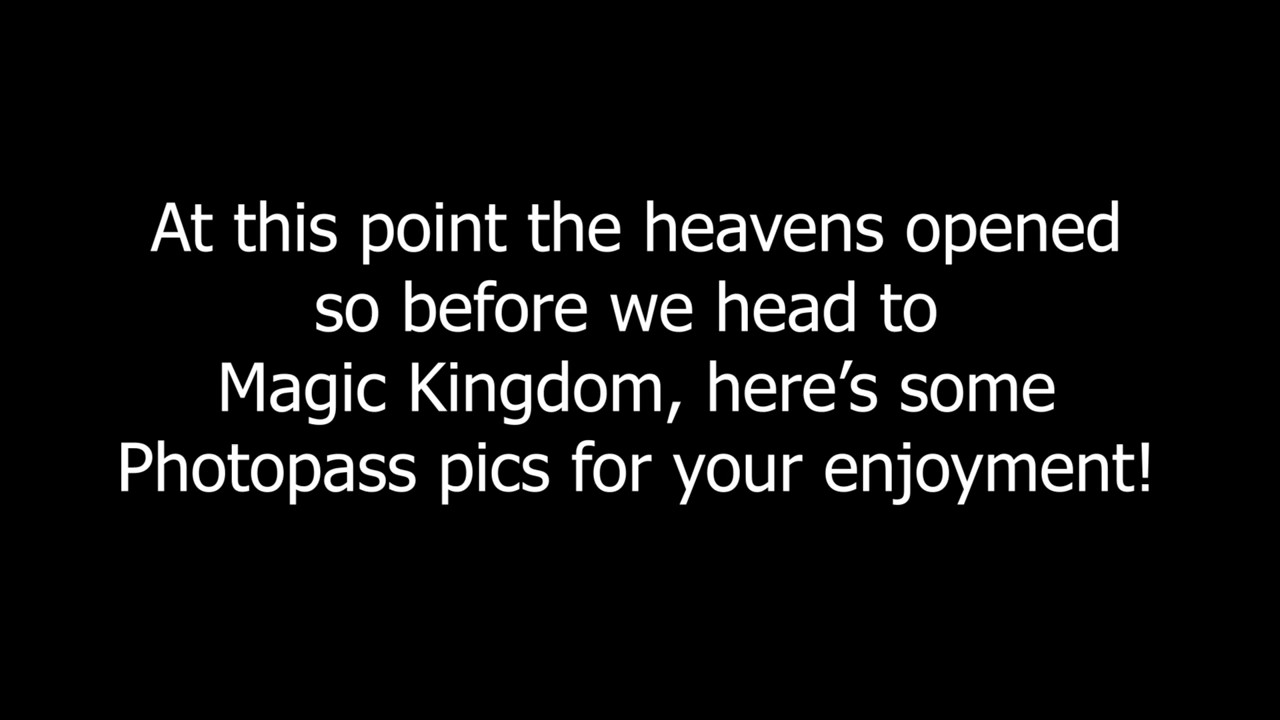 At this point the heavens opened
so before we head to
Magic Kingdom, here’s some
Photopass pics for your enjoyment!